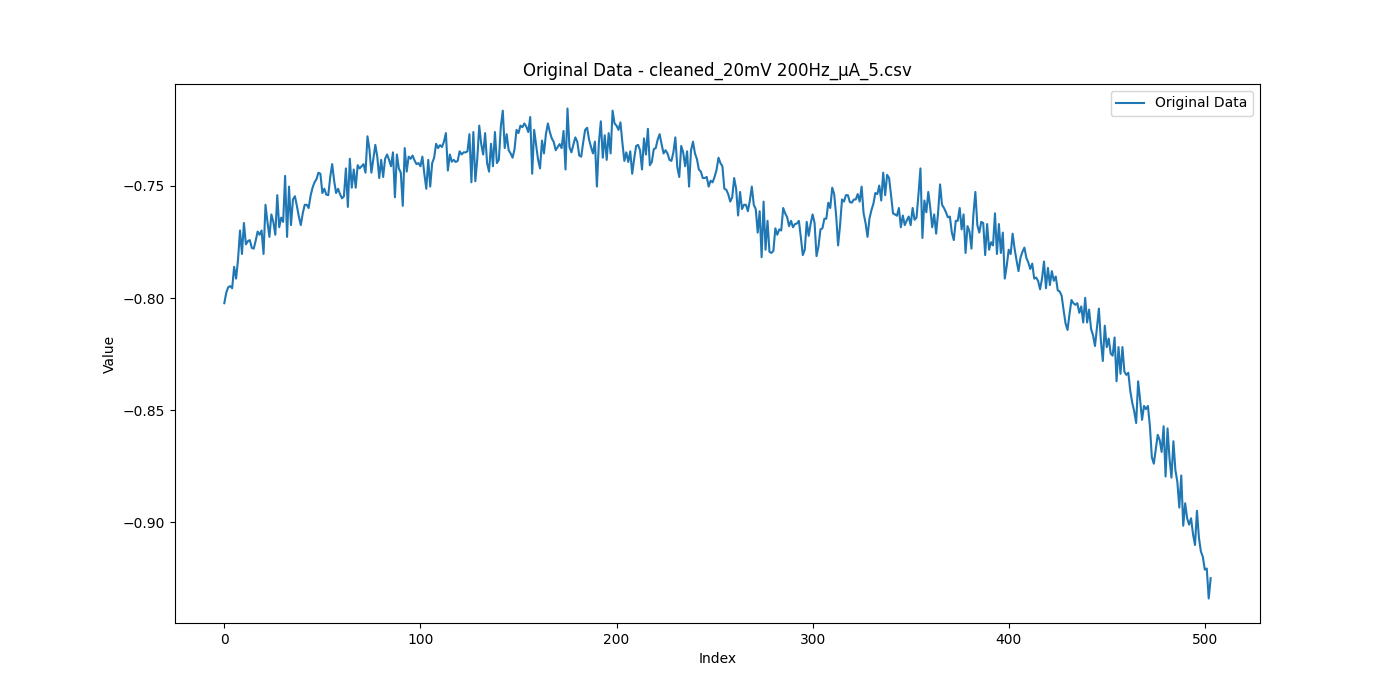 Original Data - cleaned_20mV 200Hz_µA_5.csv
Original Data
Value
−0.75
−0.80
−0.85
−0.90
0 100 200 300 400 500
Index